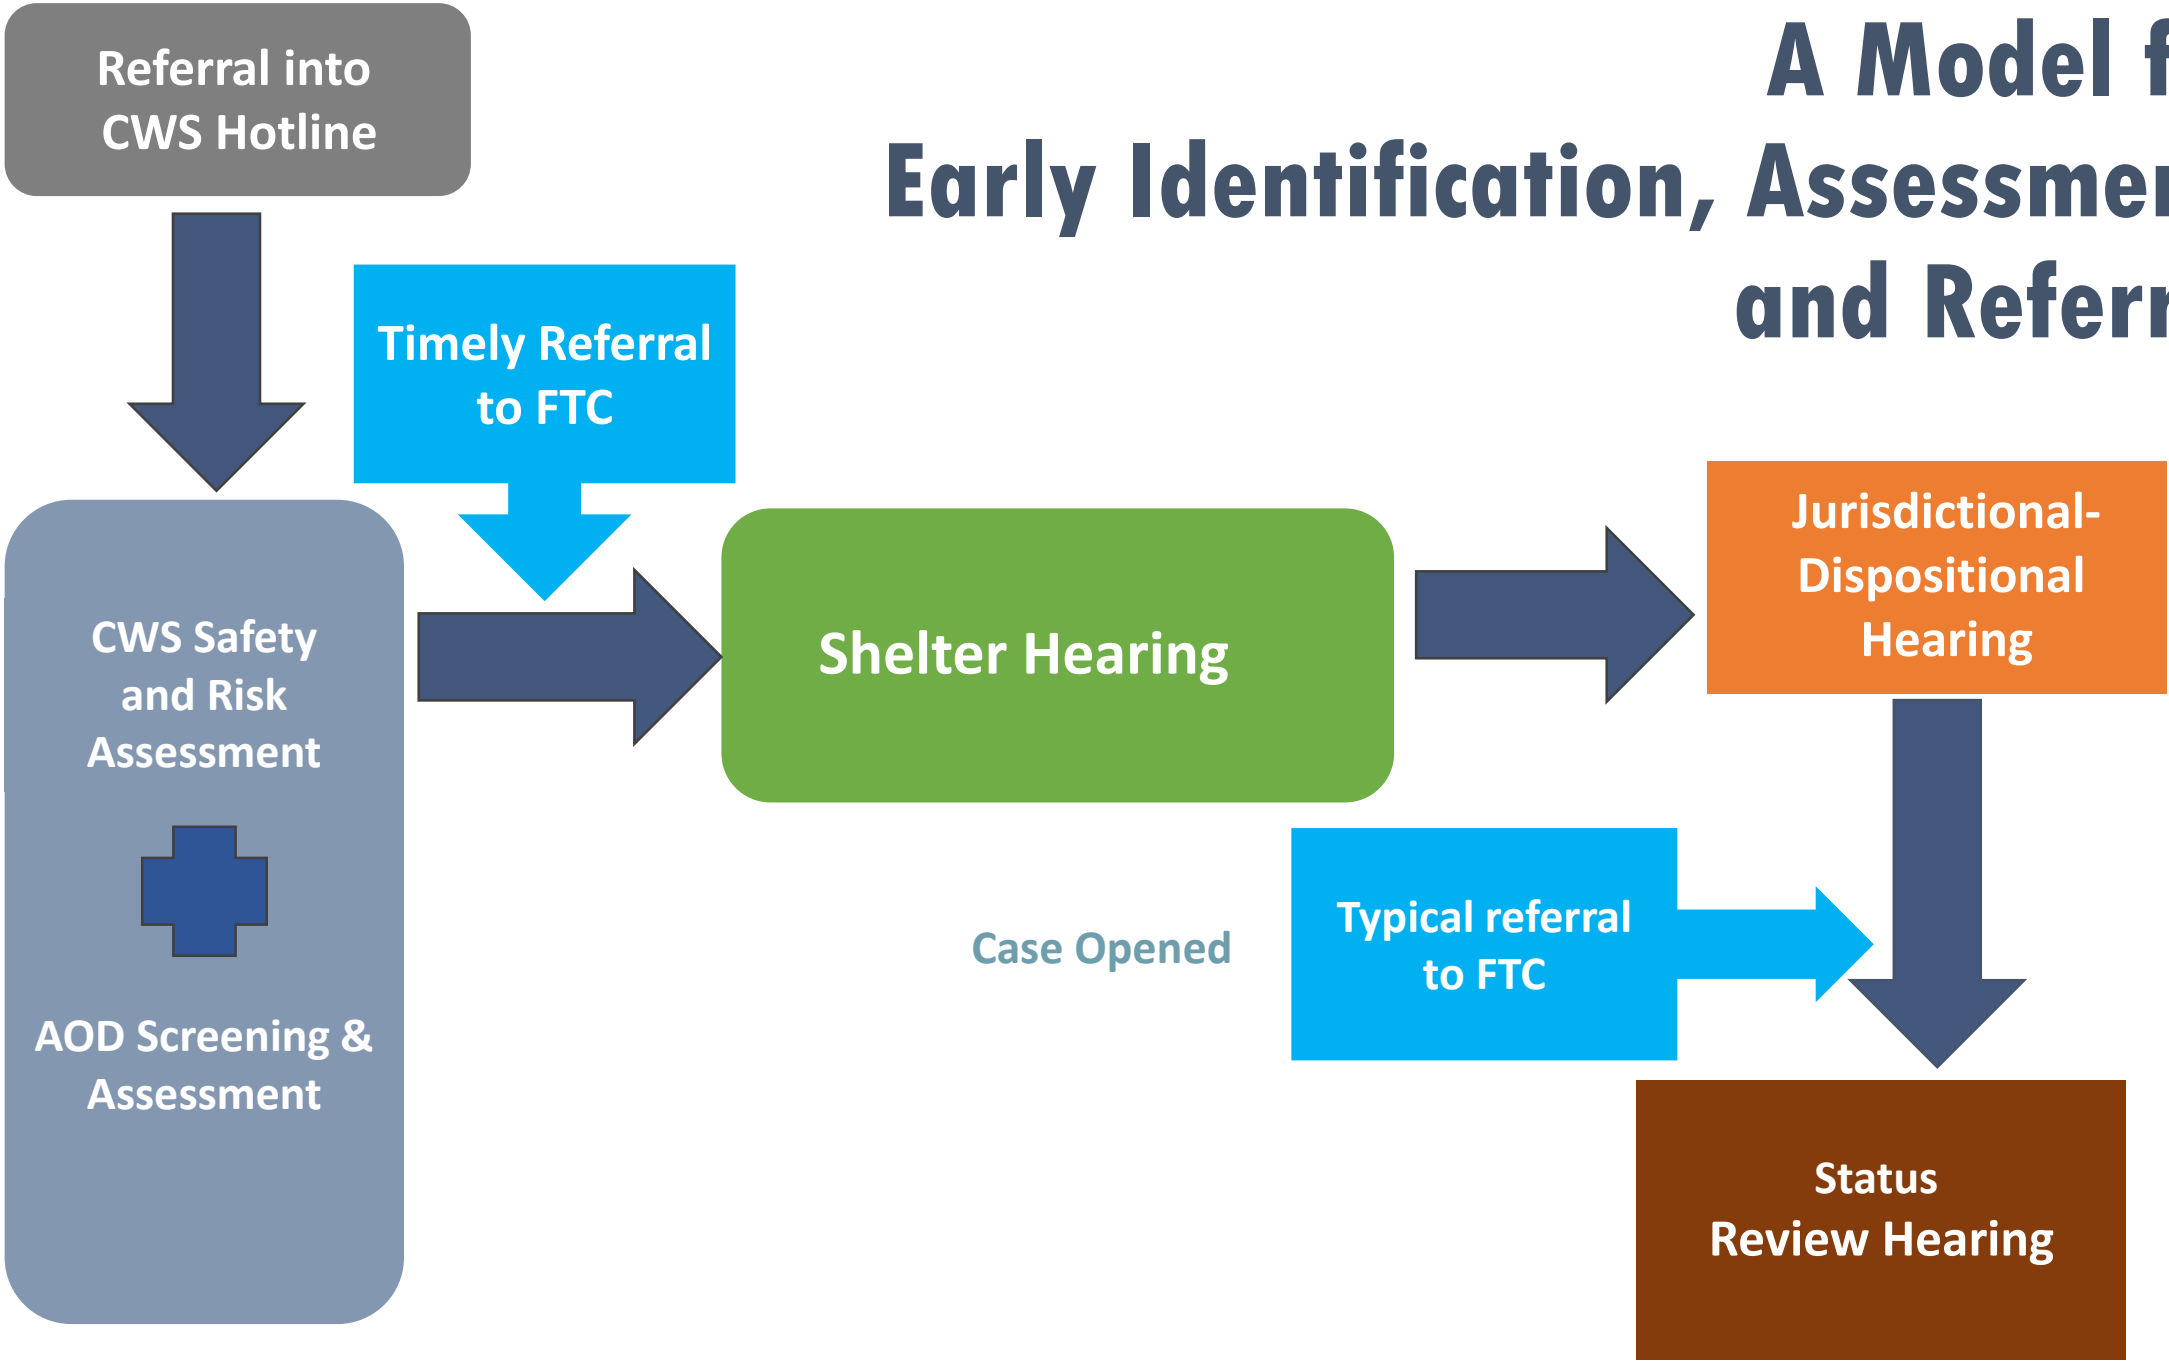 Referral into
CWS Hotline
A Model f
Early Identification, Assessmen
and Referr
Timely Referral
to FTC
CWS Safety
and Risk
Assessment
AOD Screening &
Assessment
Shelter Hearing
Jurisdictional-
Dispositional
Hearing
Case Opened
Typical referral
to FTC
Status
Review Hearing